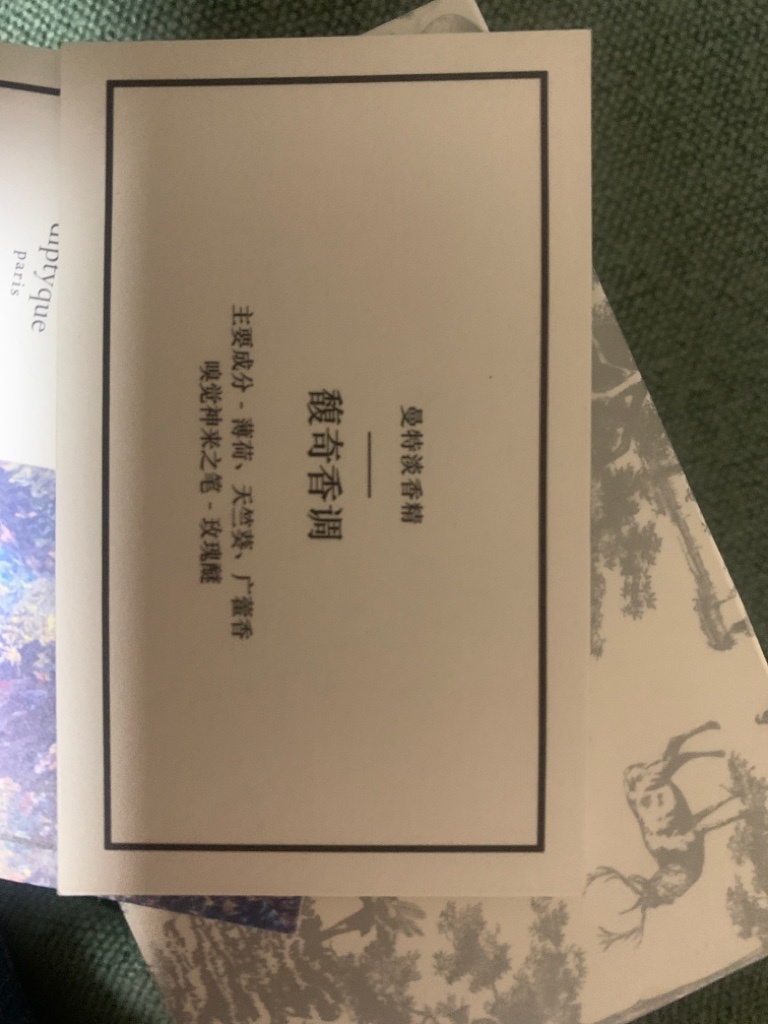 曼特淡香精
馥奇香调
主要成分 - 薄荷、天竺葵、广藿香
嗅觉神来之笔 - 玫瑰醚
diptyque
paris